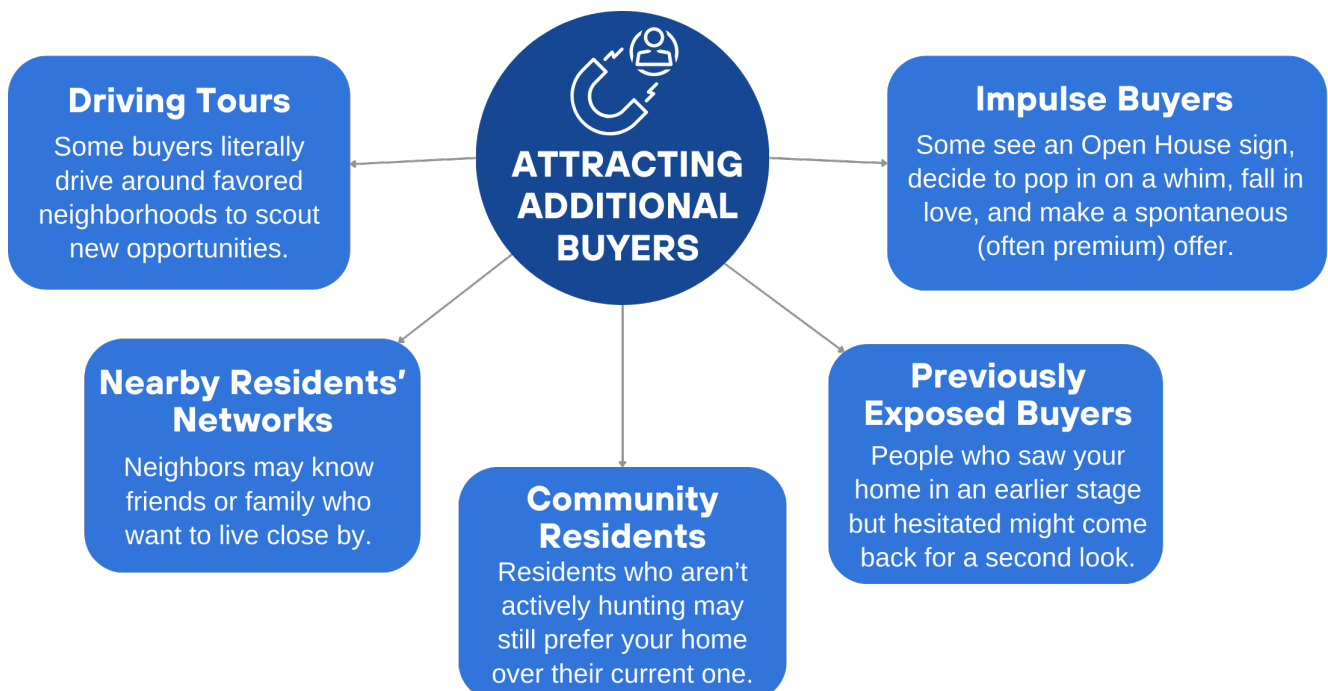 ATTRACTING
ADDITIONAL
BUYERS
Driving Tours
Some buyers literally
drive around favored
neighborhoods to scout
new opportunities.
Impulse Buyers
Some see an Open House sign,
decide to pop in on a whim, fall in
love, and make a spontaneous
(often premium) offer.
Nearby Residents’
Networks
Neighbors may know
friends or family who
want to live close by.
Community
Residents
Residents who aren’t
actively hunting may
still prefer your home
over their current one.
Previously
Exposed Buyers
People who saw your
home in an earlier stage
but hesitated might come
back for a second look.